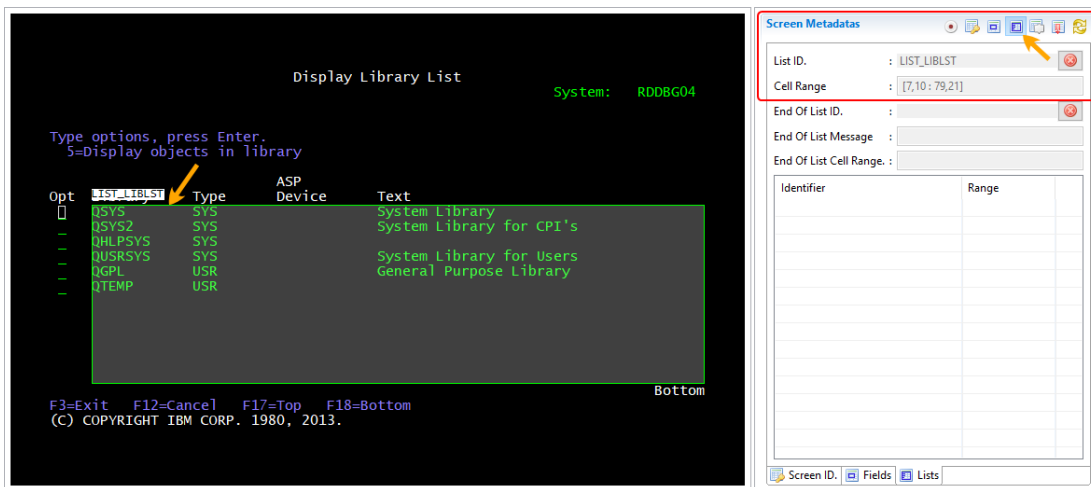 Display Library List
System: RDDBGO4
Type options, press Enter.
5=Display objects in library
ASP
Opt LIST_LIBLST Type Device Text
QSYS SYS System Library
QSYS2 SYS System Library for CPI's
QHLPSYS SYS
QUSRSYS SYS System Library for Users
QGPL USR General Purpose Library
QTEMP USR
Bottom
F3=Exit F12=Cancel F17=Top F18=Bottom
(C) COPYRIGHT IBM CORP. 1980, 2013.
Screen Metadatas
List ID. : LIST_LIBLST
Cell Range : [7,10 : 79,21]
End Of List ID. :
End Of List Message :
End Of List Cell Range. :
Identifier Range
Screen ID. Fields Lists